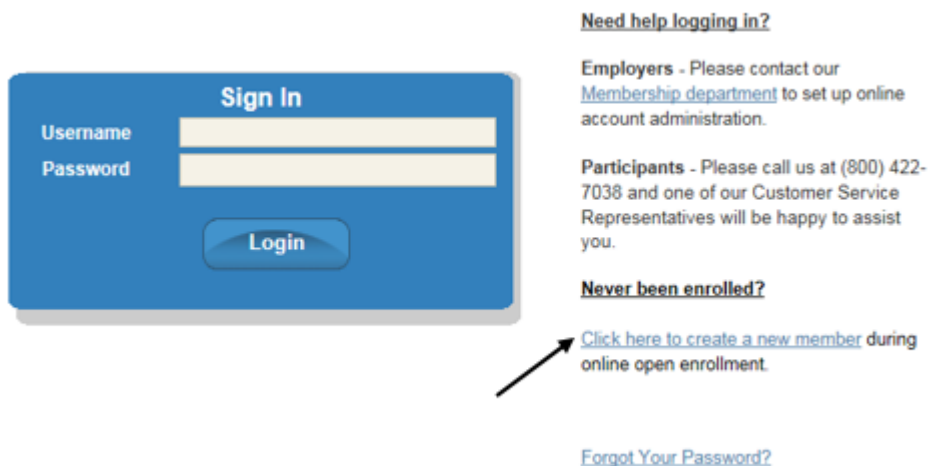 Sign In
Username
Password
Login
Need help logging in?
Employers - Please contact our
Membership department to set up online
account administration.
Participants - Please call us at (800) 422-
7038 and one of our Customer Service
Representatives will be happy to assist
you.
Never been enrolled?
Click here to create a new member during
online open enrollment.
Forgot Your Password?